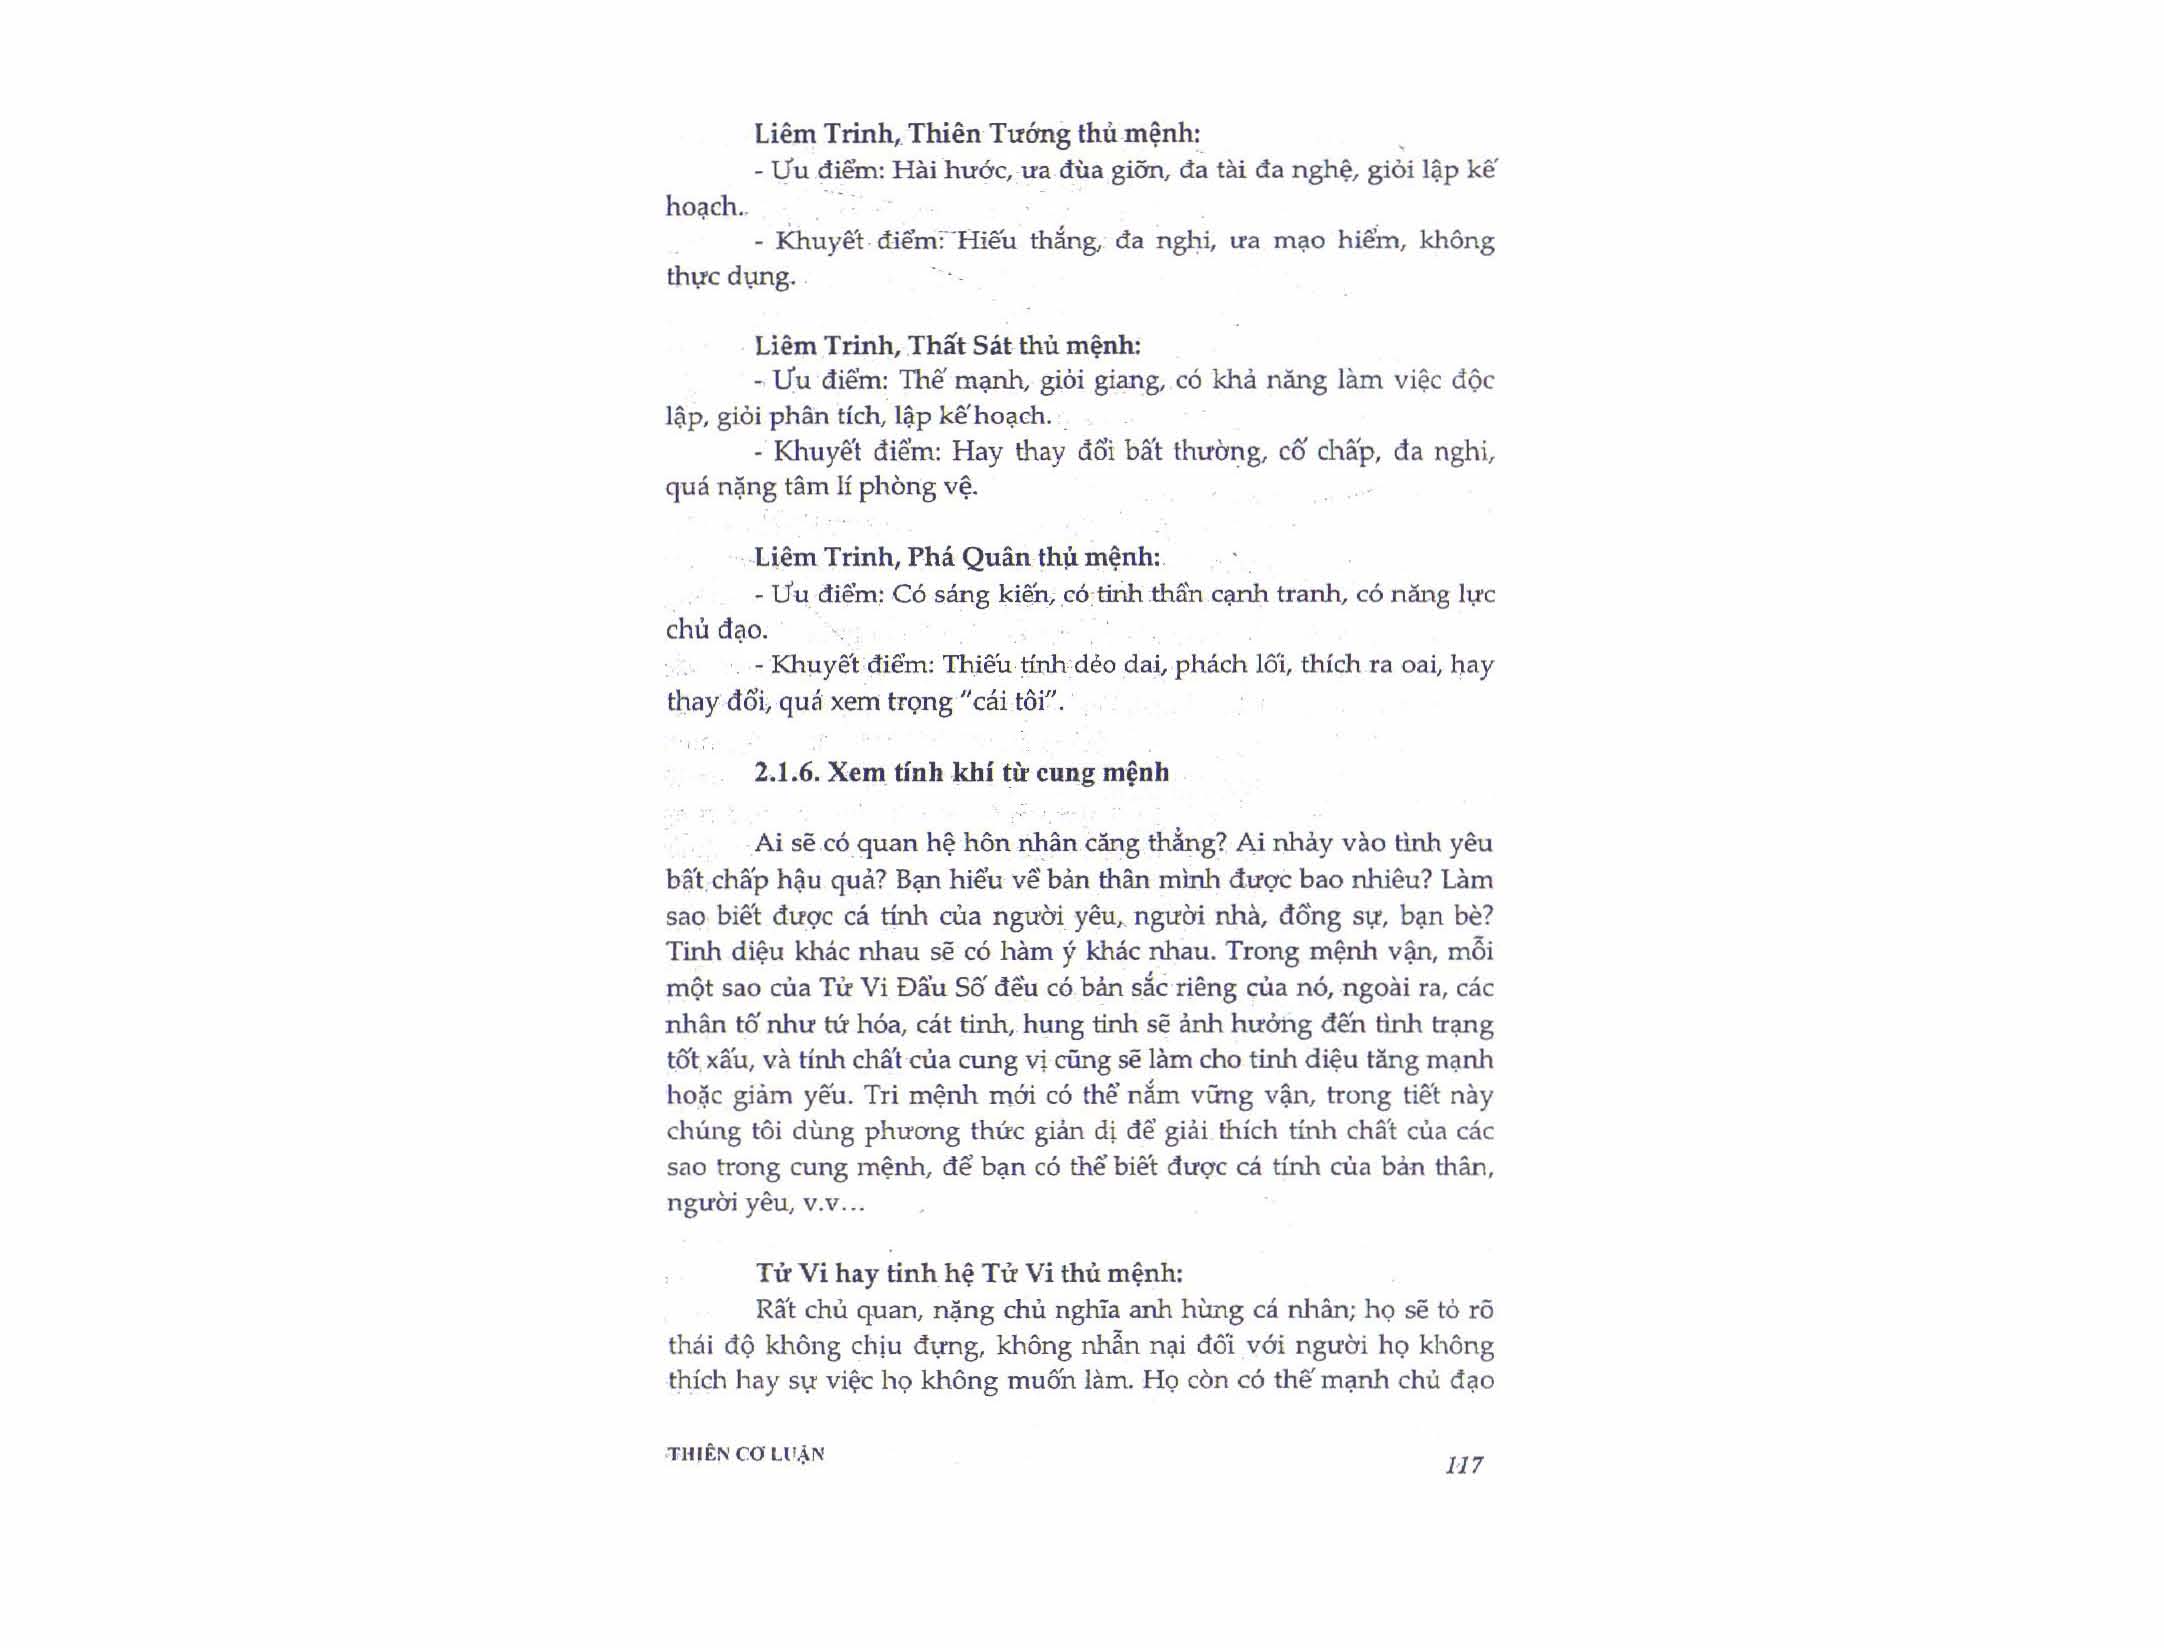 Liêm Trinh, Thiên Tướng thủ mệnh:
- Ưu điểm: Hài hước, ưa đùa giỡn, đa tài đa nghệ, giỏi lập kế
hoạch.
- Khuyết điểm: Hiếu thắng, đa nghi, ưa mạo hiểm, không
thực dụng.
Liêm Trinh, Thất Sát thủ mệnh:
- Ưu điểm: Thế mạnh, giỏi giang, có khả năng làm việc độc
lập, giỏi phân tích, lập kế hoạch.
- Khuyết điểm: Hay thay đổi bất thường, cố chấp, đa nghi,
quá nặng tâm lí phòng vệ.
Liêm Trinh, Phá Quân thủ mệnh:
- Ưu điểm: Có sáng kiến, có tinh thần cạnh tranh, có năng lực
chủ đạo.
- Khuyết điểm: Thiếu tính dẻo dai, phách lối, thích ra oai, hay
thay đổi, quá xem trọng "cái tôi".
2.1.6. Xem tính khí từ cung mệnh
Ai sẽ có quan hệ hôn nhân căng thẳng? Ai nhảy vào tình yêu
bất chấp hậu quả? Bạn hiểu về bản thân mình được bao nhiêu? Làm
sao biết được cá tính của người yêu, người nhà, đồng sự, bạn bè?
Tinh diệu khác nhau sẽ có hàm ý khác nhau. Trong mệnh vận, mỗi
một sao của Tử Vi Đẩu Số đều có bản sắc riêng của nó, ngoài ra, các
nhân tố như tứ hóa, cát tinh, hung tinh sẽ ảnh hưởng đến tình trạng
tốt xấu, và tính chất của cung vị cũng sẽ làm cho tinh diệu tăng mạnh
hoặc giảm yếu. Tri mệnh mới có thể nắm vững vận, trong tiết này
chúng tôi dùng phương thức giản dị để giải thích tính chất của các
sao trong cung mệnh, để bạn có thể biết được cá tính của bản thân,
người yêu, v.v...
Tử Vi hay tinh hệ Tử Vi thủ mệnh:
Rất chủ quan, nặng chủ nghĩa anh hùng cá nhân; họ sẽ tỏ rõ
thái độ không chịu đựng, không nhẫn nại đối với người họ không
thích hay sự việc họ không muốn làm. Họ còn có thế mạnh chủ đạo
THIÊN CƠ LUẬN
117